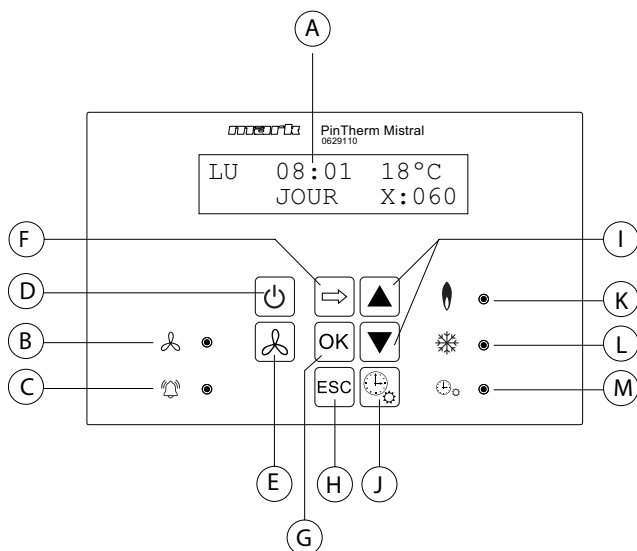 A
mark PinTherm Mistral
0629110
LU 08:01 18°C
JOUR X:060
F
I
D
K
B
OK
L
C
ESC
M
E
H
J
G